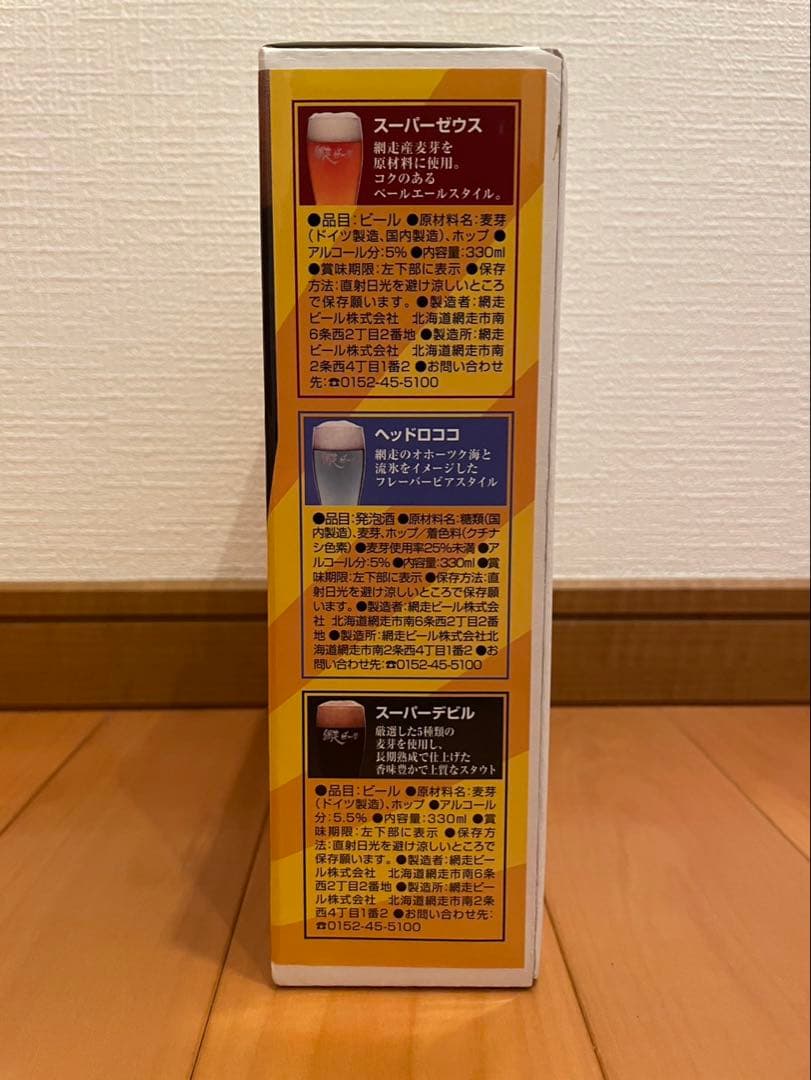 スーパーゼウス
網走産麦芽を
原材料に使用。
コクのある
ペールエールスタイル。
●品目:ビール ●原材料名:麦芽
(ドイツ製造、国内製造)、ホップ ●
アルコール分:5% ●内容量:330ml
●賞味期限:左下部に表示 ●保存
方法:直射日光を避け涼しいところ
で保存願います。●製造者:網走
ビール株式会社 北海道網走市南
6条西2丁目2番地 ●製造所:網走
ビール株式会社 北海道網走市南
2条西4丁目1番2 ●お問い合わせ
先:☎0152-45-5100
網走ビール
ヘッドロココ
網走のオホーツク海と
流氷をイメージした
フレーバービアスタイル
●品目:発泡酒 ●原材料名:糖類(国
内製造)、麦芽、ホップ/着色料(クチナ
シ色素) ●麦芽使用率25%未満 ●ア
ルコール分:5% ●内容量:330ml ●賞
味期限:左下部に表示 ●保存方法:直
射日光を避けて涼しいところで保存願
います。●製造者:網走ビール株式会
社 北海道網走市南6条西2丁目2番
地 ●製造所:網走ビール株式会社北
海道網走市南2条西4丁目1番2 ●お
問い合わせ先:☎0152-45-5100
スーパーデビル
網走ビール
厳選した5種類の
麦芽を使用し、
長期熟成で仕上げた
香味豊かで上質なスタウト
●品目:ビール ●原材料名:麦芽
(ドイツ製造)、ホップ ●アルコール
分:5.5% ●内容量:330ml ●賞
味期限:左下部に表示 ●保存方
法:直射日光を避け涼しいところで
保存願います。●製造者:網走ビー
ル株式会社 北海道網走市南6条
西2丁目2番地 ●製造所:網走ビー
ル株式会社 北海道網走市南2条
西4丁目1番2 ●お問い合わせ先:
☎0152-45-5100